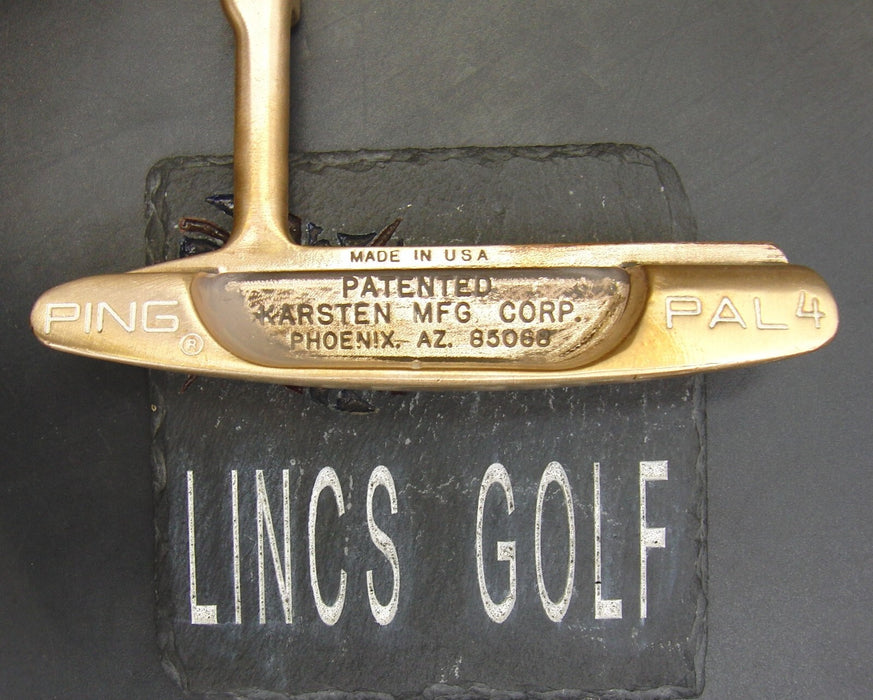 MADE IN USA
PATENTED
KARSTEN MFG CORP.
PHOENIX, AZ. 85068
PING ®
PAL 4
LINCS GOLF